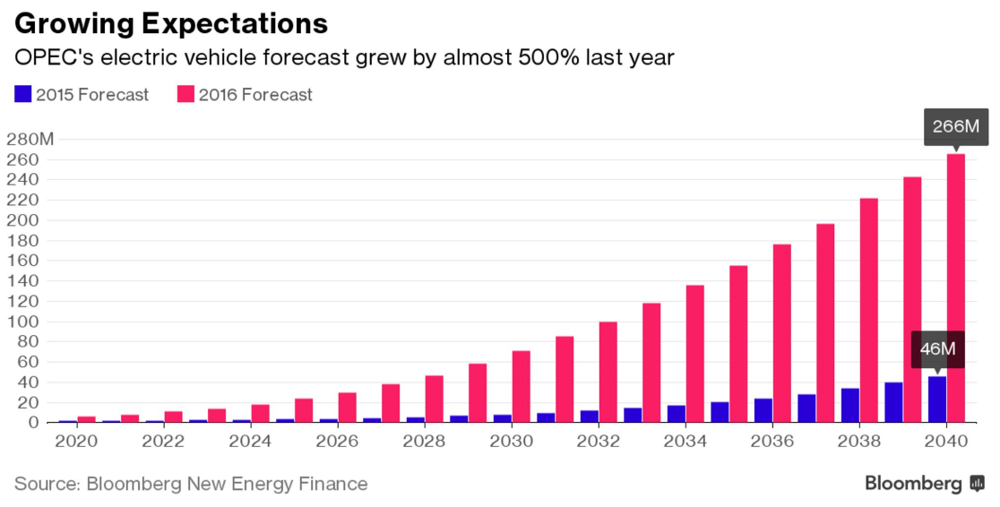 Growing Expectations
OPEC's electric vehicle forecast grew by almost 500% last year
2015 Forecast 2016 Forecast
266M
280M
260
240
220
200
180
160
140
120
100
80
46M
60
40
20
0
2020 2022 2024 2026 2028 2030 2032 2034 2036 2038 2040
Source: Bloomberg New Energy Finance Bloomberg